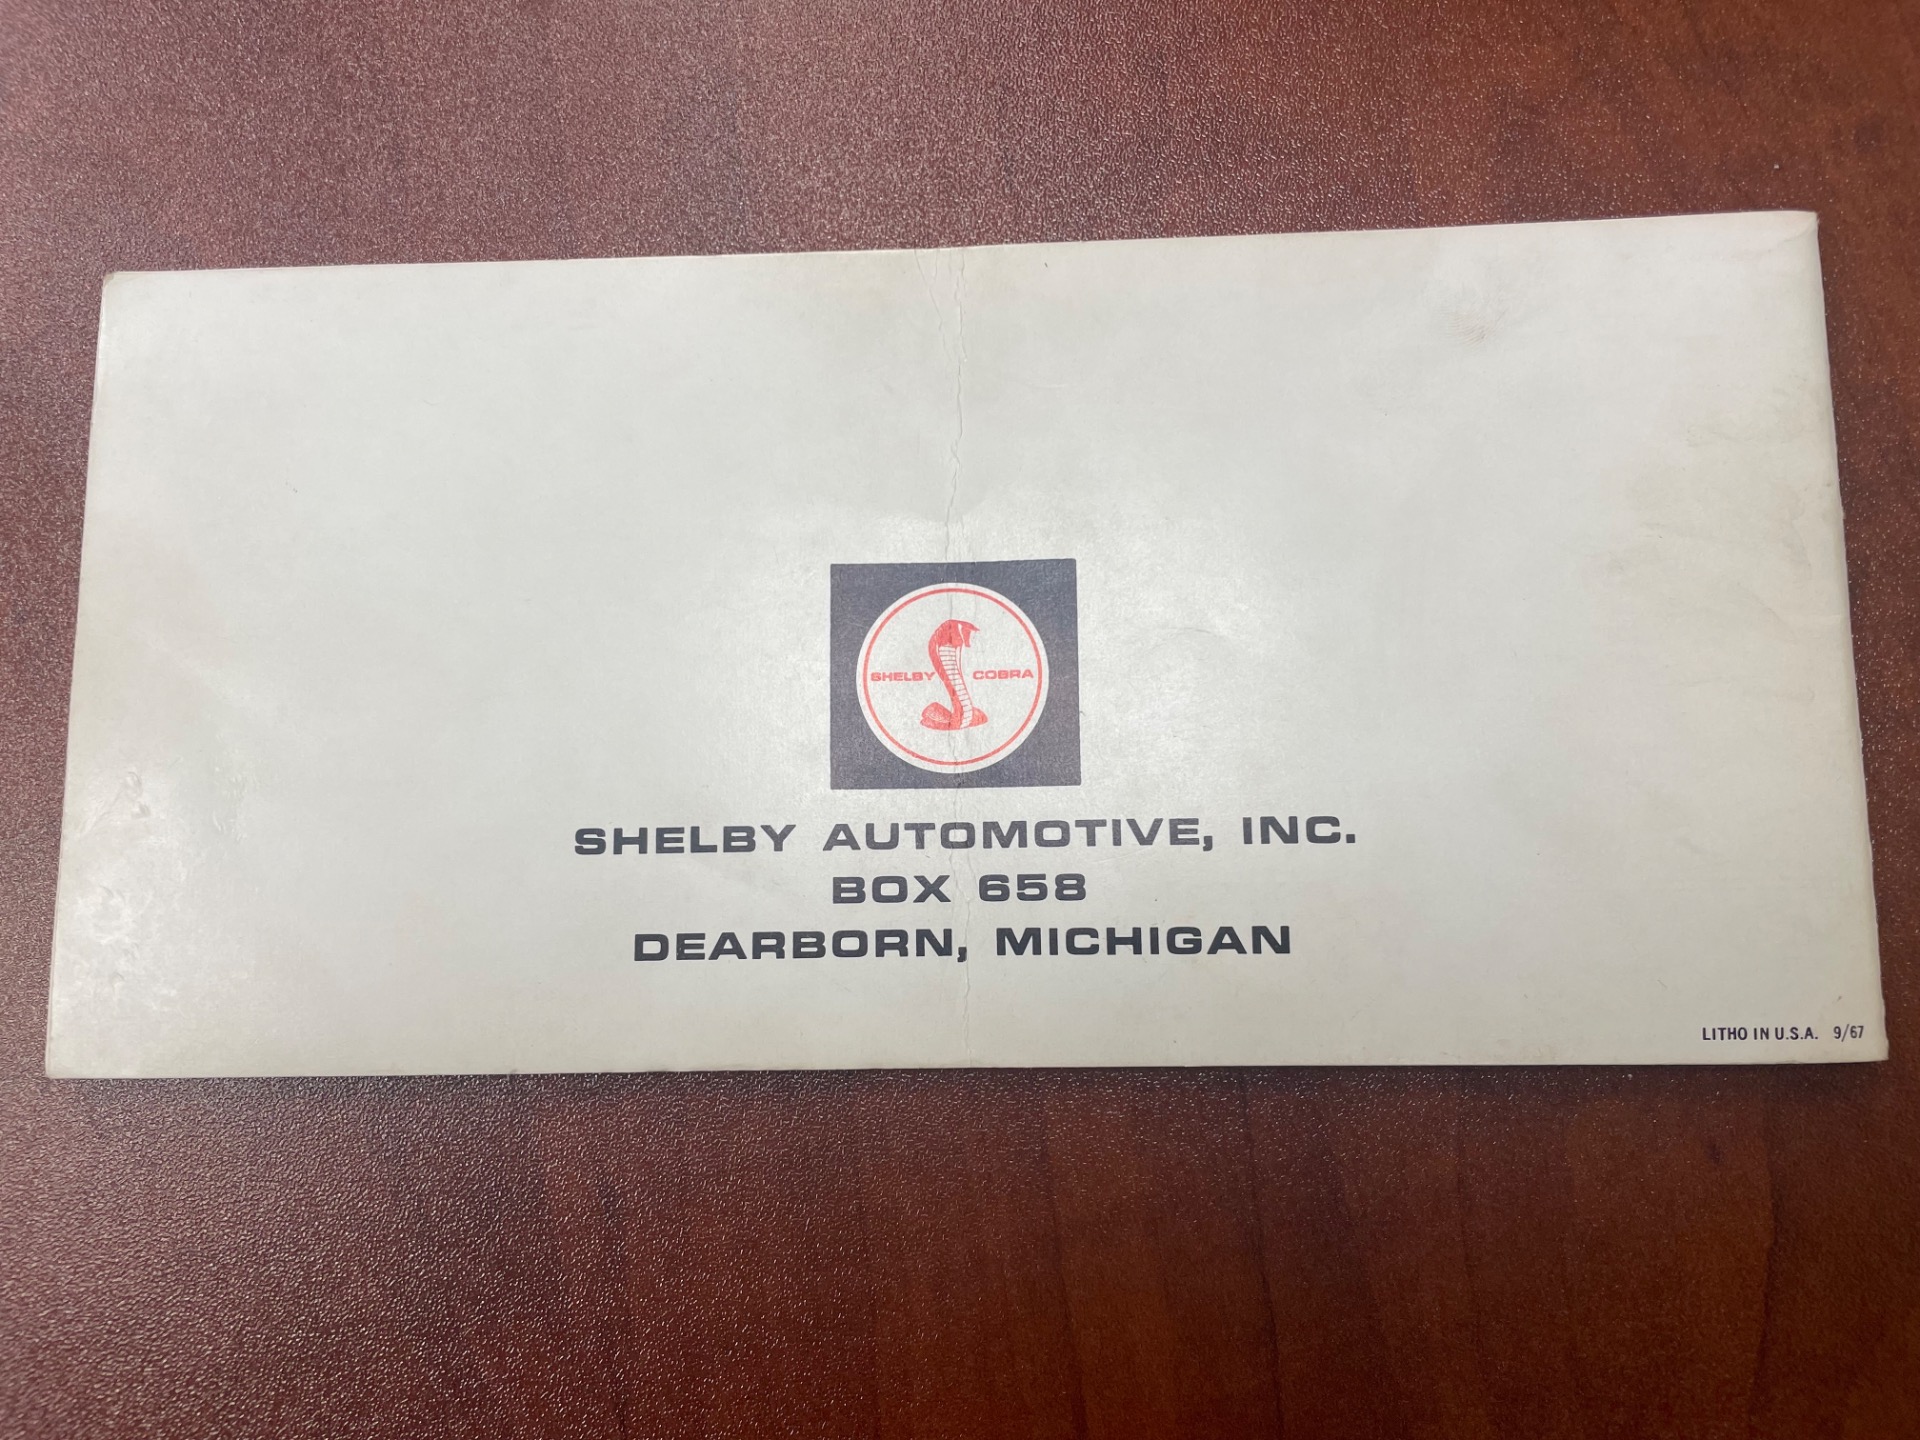 SHELBY COBRA
SHELBY AUTOMOTIVE, INC.
BOX 658
DEARBORN, MICHIGAN
LITHO IN U.S.A. 9/67